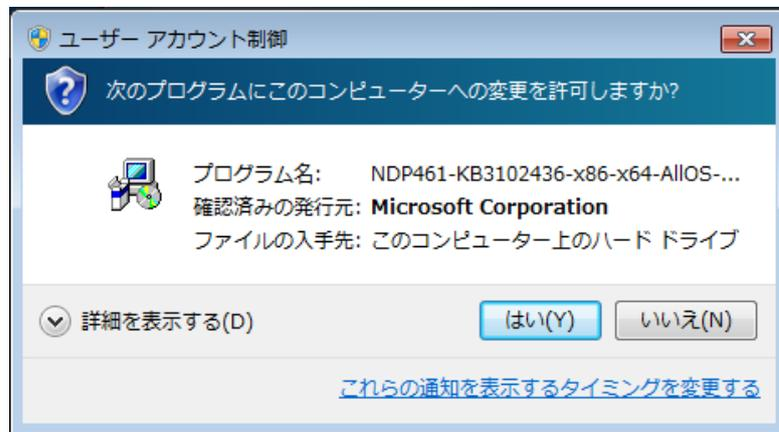 ユーザー アカウント制御
次のプログラムにこのコンピューターへの変更を許可しますか?
プログラム名: NDP461-KB3102436-x86-x64-AllOS-...
確認済みの発行元: Microsoft Corporation
ファイルの入手先: このコンピューター上のハード ドライブ
詳細を表示する(D) はい(Y) いいえ(N)
これらの通知を表示するタイミングを変更する